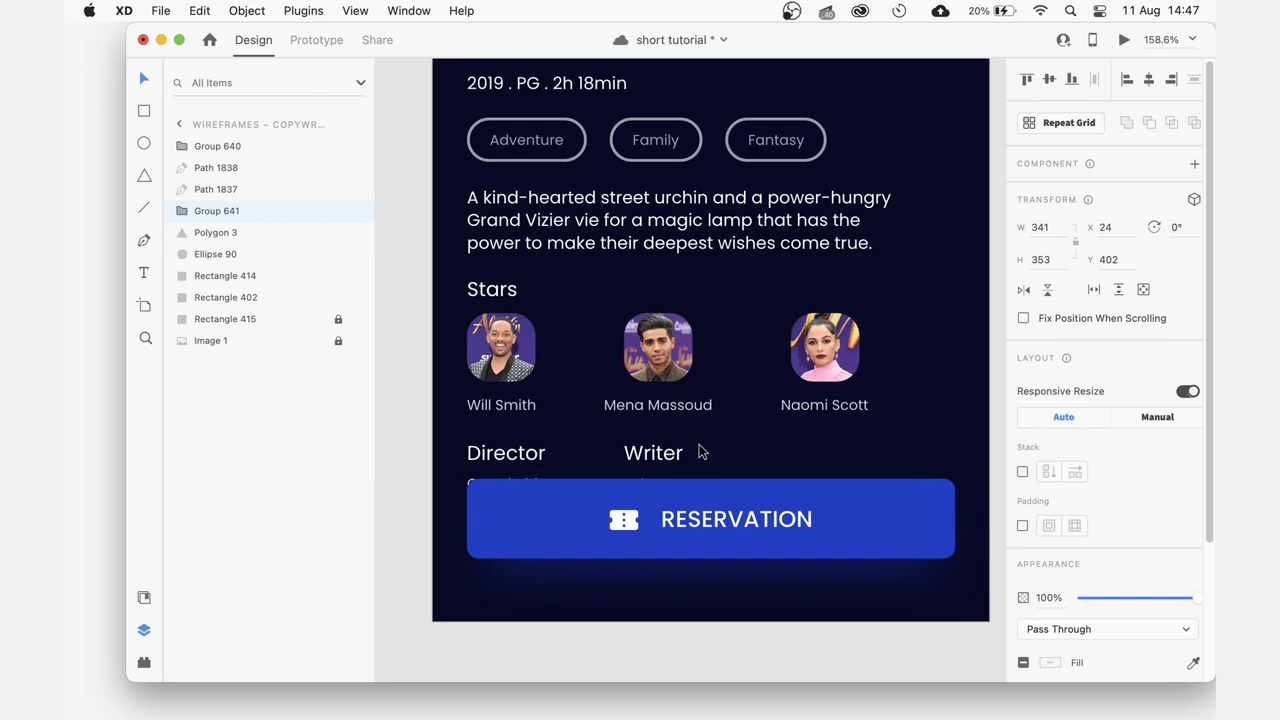 XD File Edit Object Plugins View Window Help 40 20% 11 Aug 14:47
Design Prototype Share short tutorial * 158.6%
All Items
WIREFRAMES – COPYWR...
Group 640
Path 1838
Path 1837
Group 641
Polygon 3
Ellipse 90
Rectangle 414
Rectangle 402
Rectangle 415
Image 1
2019 . PG . 2h 18min
Adventure Family Fantasy
A kind-hearted street urchin and a power-hungry
Grand Vizier vie for a magic lamp that has the
power to make their deepest wishes come true.
Stars
Will Smith Mena Massoud Naomi Scott
Director Writer
RESERVATION
Repeat Grid
COMPONENT
TRANSFORM
W 341 X 24 0°
H 353 Y 402
Fix Position When Scrolling
LAYOUT
Responsive Resize
Auto Manual
Stack
Padding
APPEARANCE
100%
Pass Through
Fill